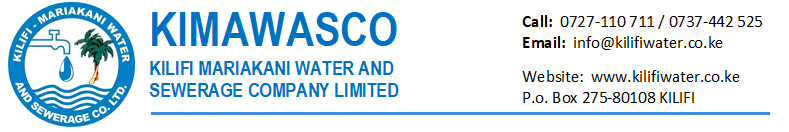 KILIFI - MARIAKANI WATER
AND SEWERAGE CO. LTD.
KIMAWASCO
KILIFI MARIAKANI WATER AND
SEWERAGE COMPANY LIMITED
Call: 0727-110 711 / 0737-442 525
Email: info@kilifiwater.co.ke
Website: www.kilifiwater.co.ke
P.o. Box 275-80108 KILIFI